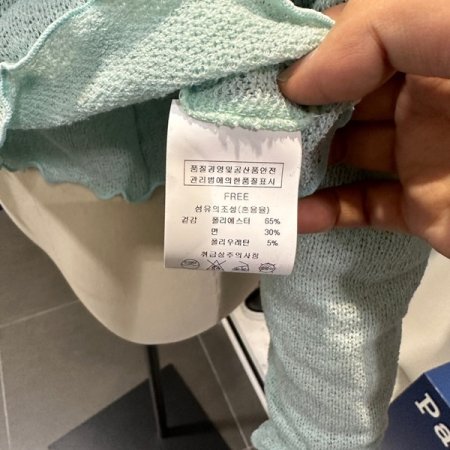 품질경영및공산품안전
관리법에의한품질표시
FREE
섬유의조성(혼용율)
겉감 폴리에스터 65%
면 30%
폴리우레탄 5%
취급상주의사항
Pa